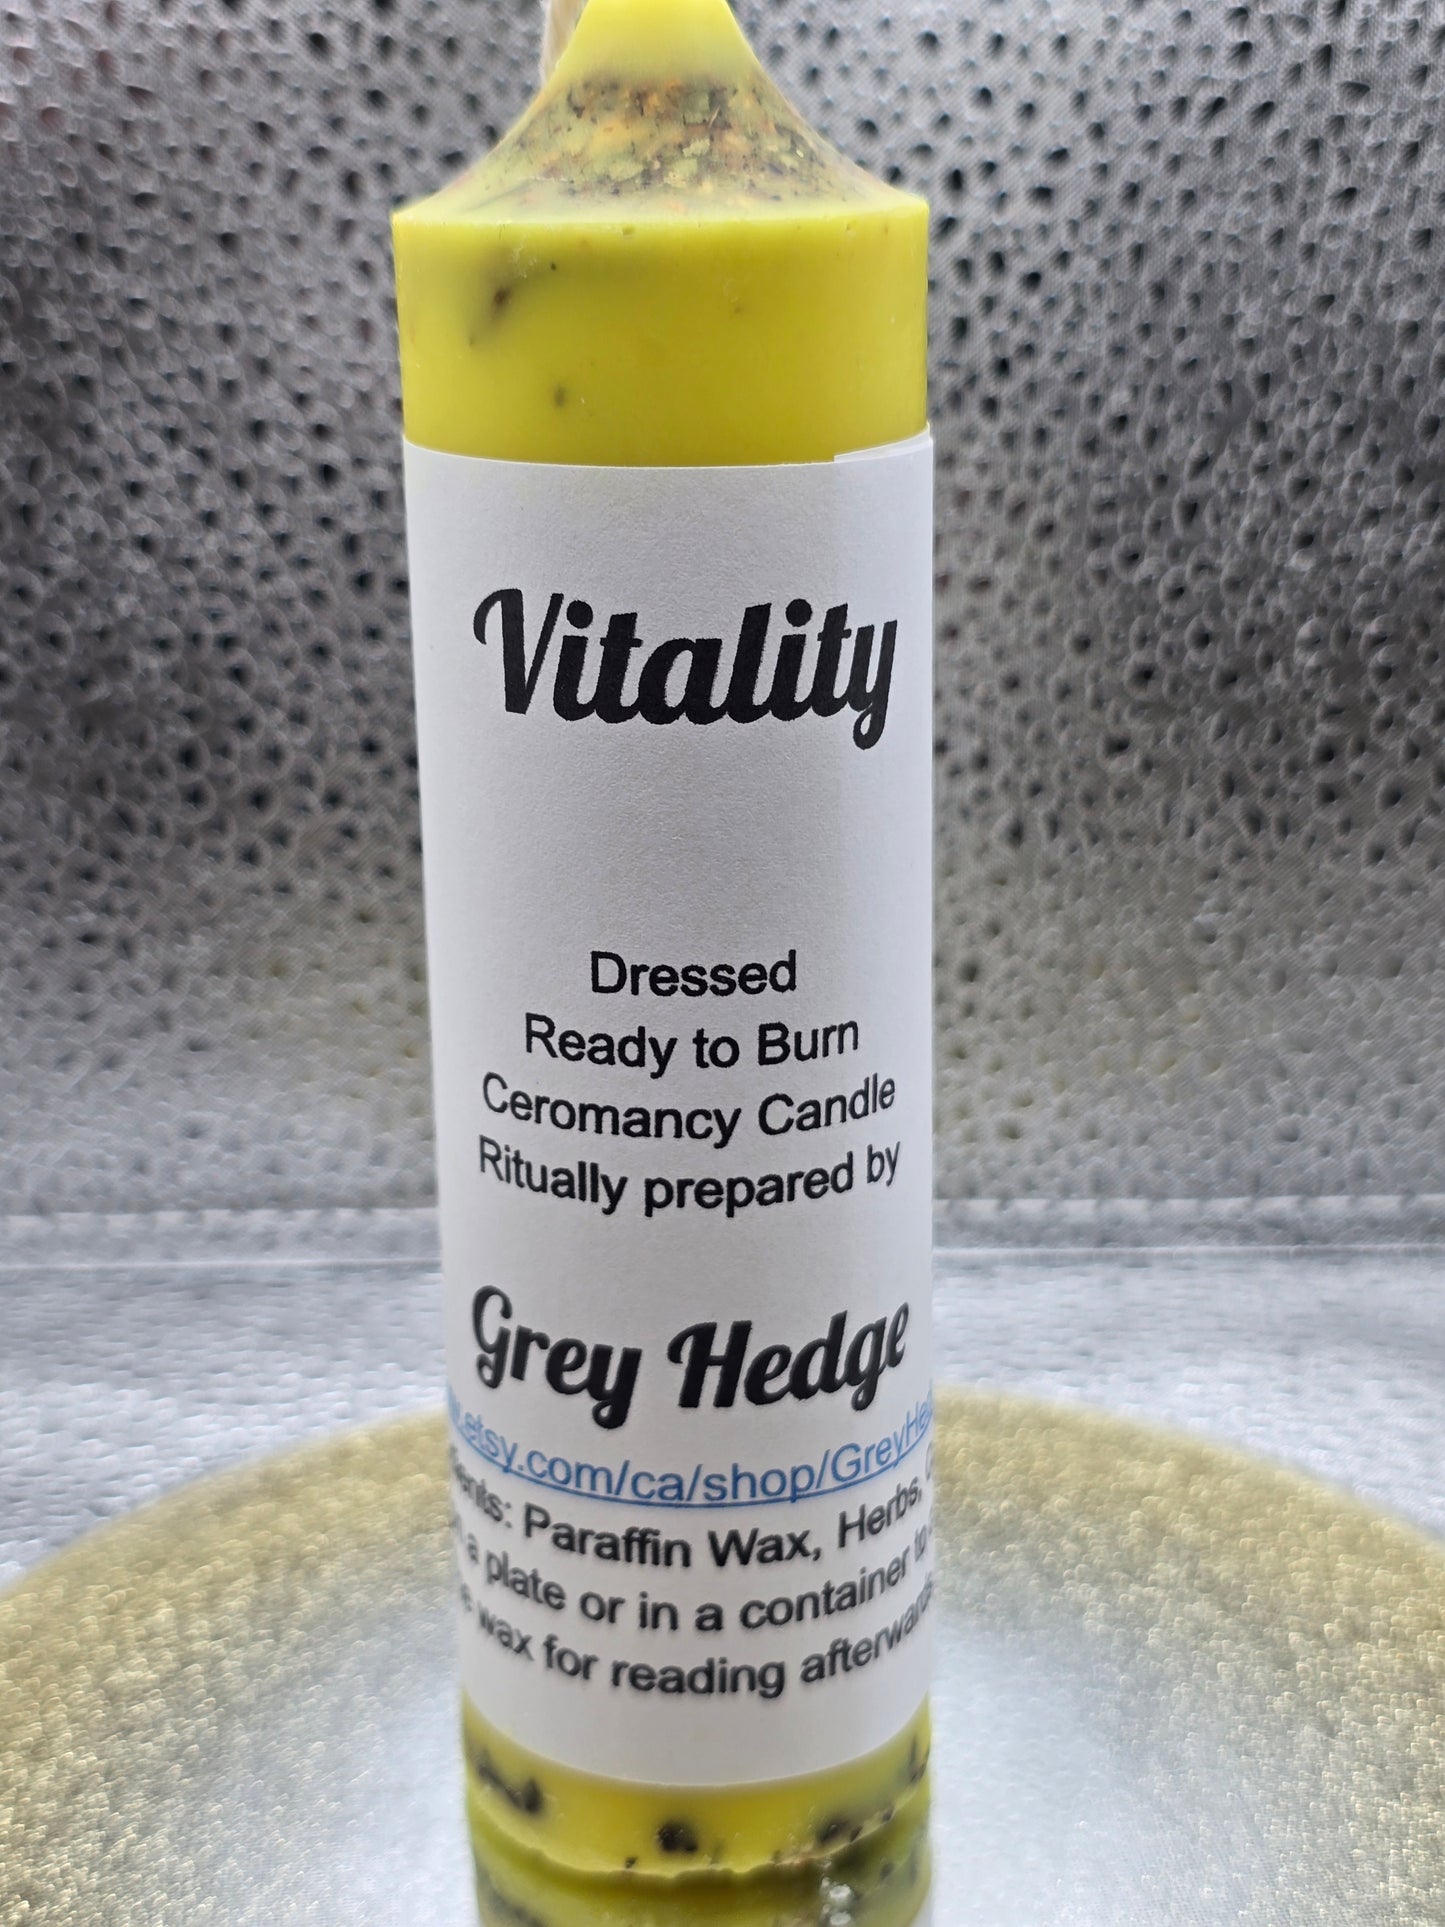 Vitality
Dressed
Ready to Burn
Ceromancy Candle
Ritually prepared by
Grey Hedge
etsy.com/ca/shop/GreyHe
Paraffin Wax, Herbs,
a plate or in a container to
wax for reading afterwards